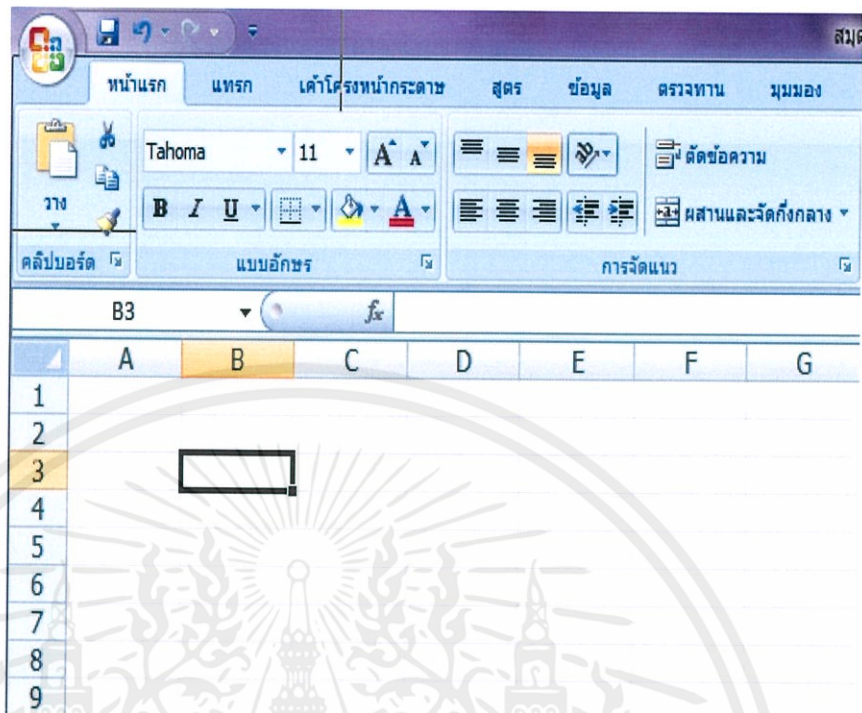 สมุด
หน้าแรก แทรก เค้าโครงหน้ากระดาษ สูตร ข้อมูล ตรวจทาน มุมมอง
Tahoma 11 A A ตัดข้อความ
วาง B I U A a ผสานและจัดกึ่งกลาง
คลิปบอร์ด แบบอักษร การจัดแนว
B3 fx
A B C D E F G
1
2
3
4
5
6
7
8
9